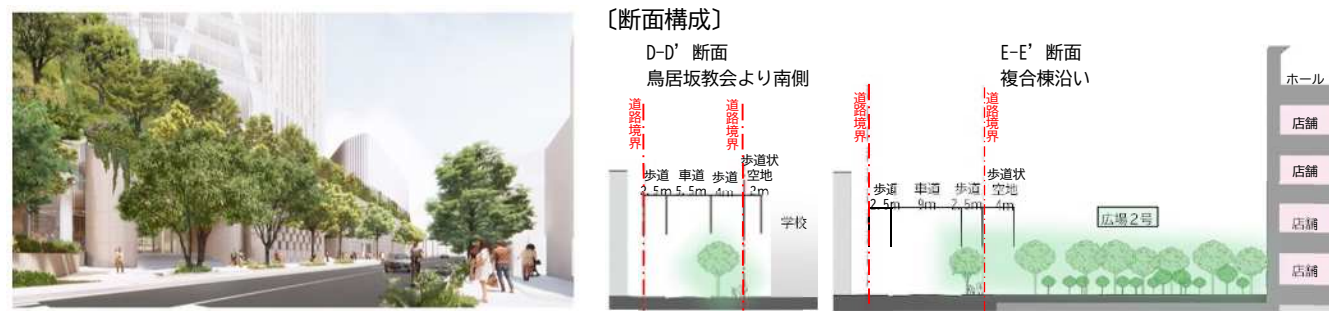 〔断面構成〕
D-D’断面
鳥居坂教会より南側
道路境界
道路境界
歩道 車道 歩道 歩道状空地
2.5m 5.5m 4m 2m
学校
E-E’断面
複合棟沿い
道路境界
道路境界
歩道 車道 歩道 歩道状空地
2.5m 9m 2.5m 4m
広場2号
ホール
店舗
店舗
店舗
店舗